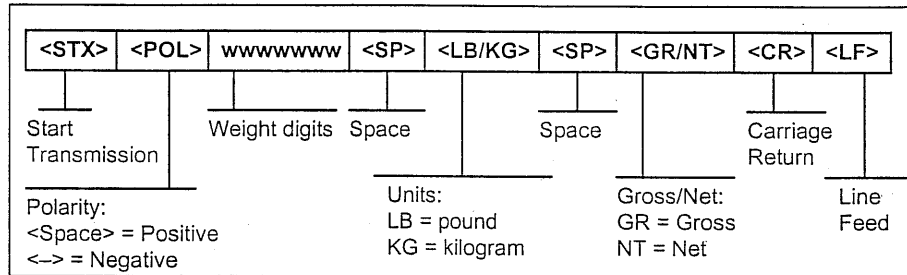 <STX> <POL> wwwwwwww <SP> <LB/KG> <SP> <GR/NT> <CR> <LF>
Start Transmission
Weight digits
Space
Space
Carriage Return
Polarity:
<Space> = Positive
<–> = Negative
Units:
LB = pound
KG = kilogram
Gross/Net:
GR = Gross
NT = Net
Line Feed